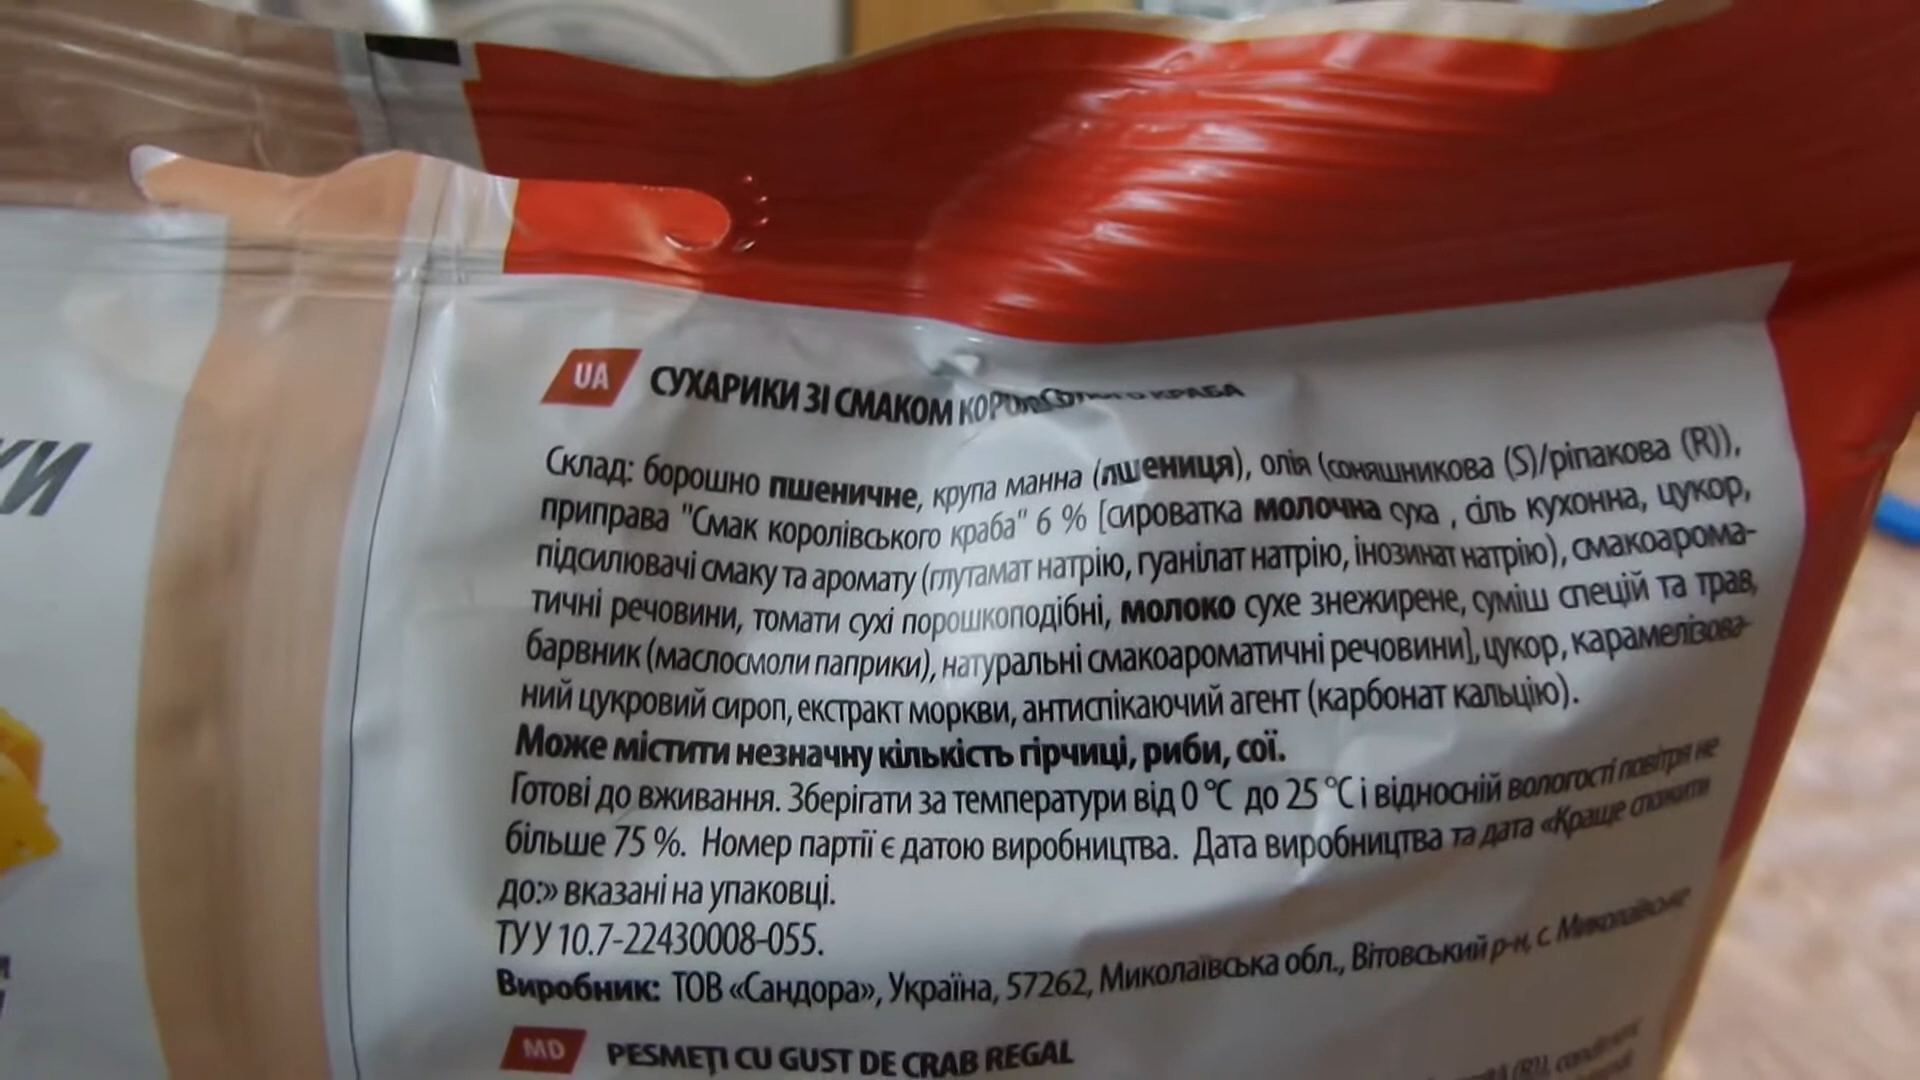 КИ
UA СУХАРИКИ ЗІ СМАКОМ КРАБА
Склад: борошно пшеничне, крупа манна (пшениця), олія (соняшникова (S)/ріпакова (R)),
приправа "Смак королівського краба" 6 % [сироватка молочна суха , сіль кухонна, цукор,
підсилювачі смаку та аромату (глутамат натрію, гуанілат натрію, інозинат натрію), смакоарома-
тичні речовини, томати сухі порошкоподібні, молоко сухе знежирене, суміш спецій та трав,
барвник (маслосмоли паприки), натуральні смакоароматичні речовини], цукор, карамелізова-
ний цукровий сироп, екстракт моркви, антиспікаючий агент (карбонат кальцію).
Може містити незначну кількість гірчиці, риби, сої.
Готові до вживання. Зберігати за температури від 0 °C до 25 °C і відносній вологості повітря не
більше 75 %. Номер партії є датою виробництва. Дата виробництва та дата «Краще спожити
до:» вказані на упаковці.
ТУ У 10.7-22430008-055.
Виробник: ТОВ «Сандора», Україна, 57262, Миколаївська обл., Вітовський р-н, с. Миколаївське
MD PESMEȚI CU GUST DE CRAB REGAL